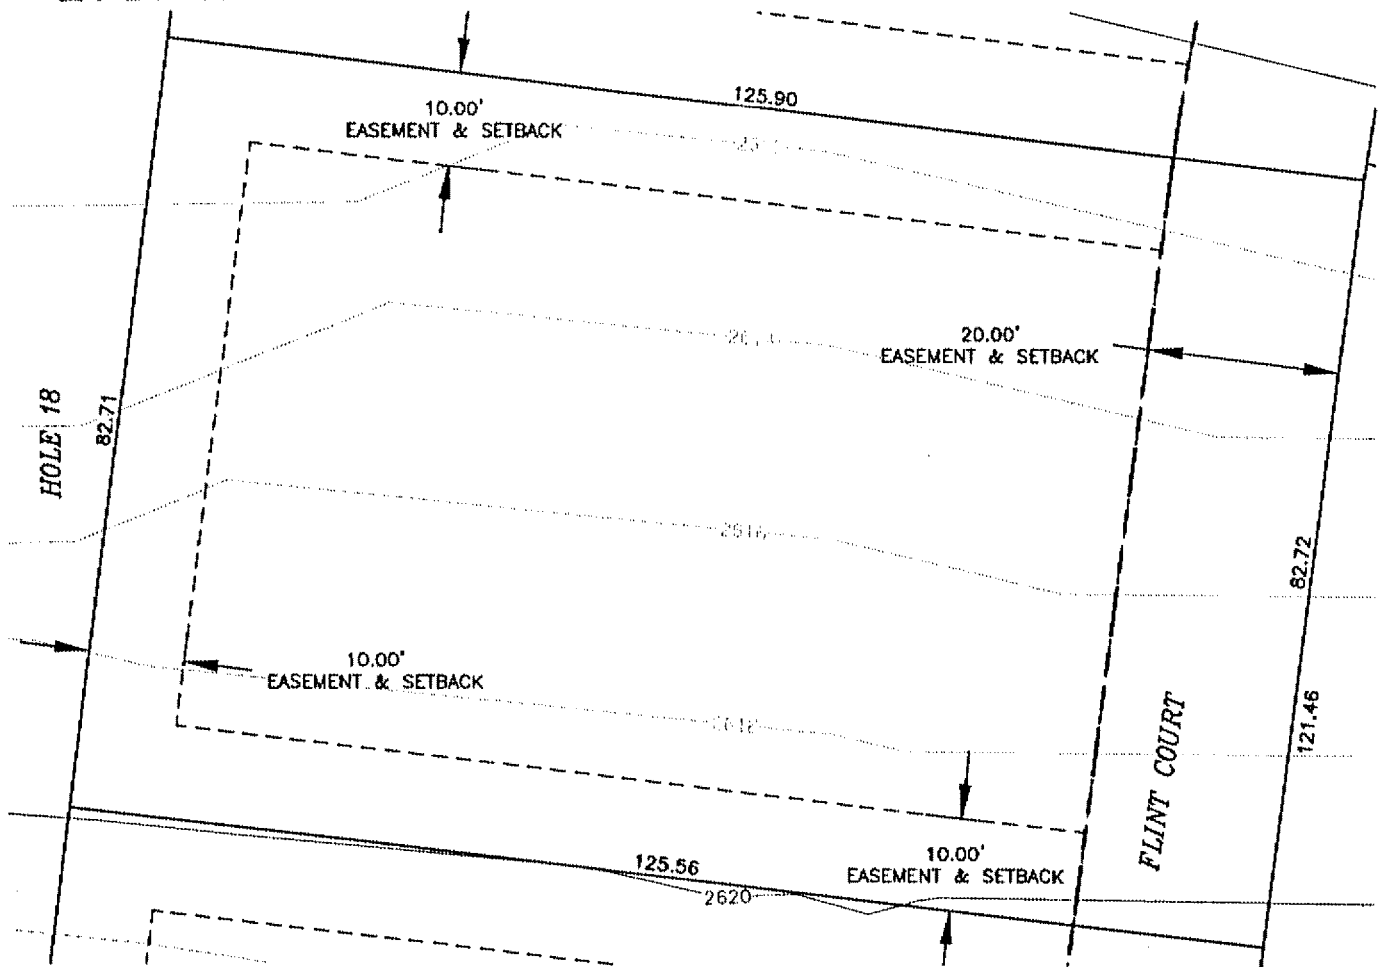 125.90
10.00'
EASEMENT & SETBACK
20.00'
EASEMENT & SETBACK
HOLE 18
82.71
2616
82.72
10.00'
EASEMENT & SETBACK
FLINT COURT
121.46
125.56
10.00'
EASEMENT & SETBACK
2620